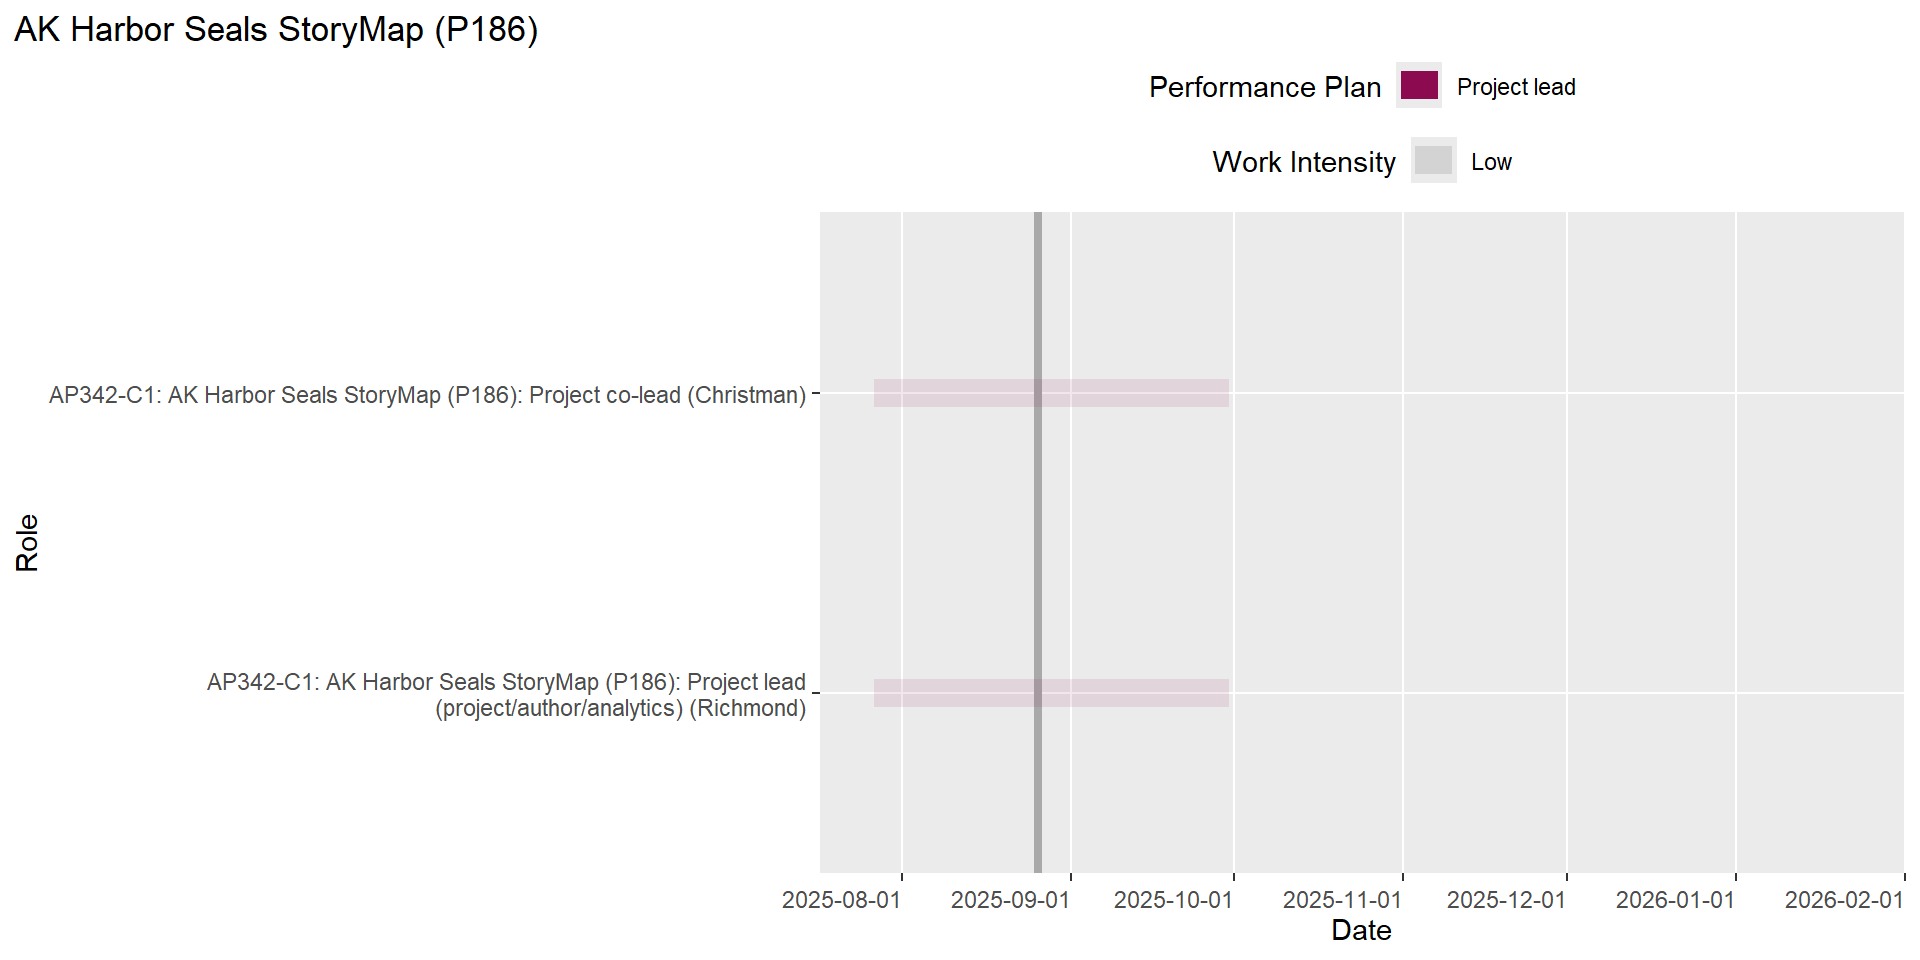 AK Harbor Seals StoryMap (P186)
Performance Plan
Project lead
Work Intensity
Low
AP342-C1: AK Harbor Seals StoryMap (P186): Project co-lead (Christman)
Role
AP342-C1: AK Harbor Seals StoryMap (P186): Project lead
(project/author/analytics) (Richmond)
2025-08-01
2025-09-01
2025-10-01
2025-11-01
2025-12-01
2026-01-01
2026-02-01
Date